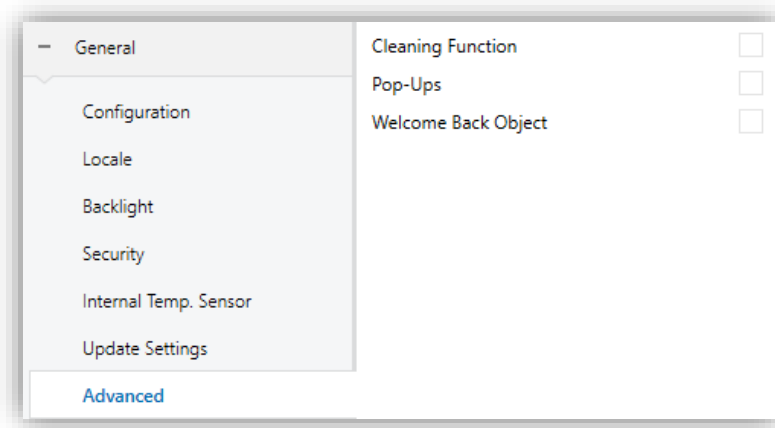 General
Configuration
Locale
Backlight
Security
Internal Temp. Sensor
Update Settings
Advanced
Cleaning Function
Pop-Ups
Welcome Back Object